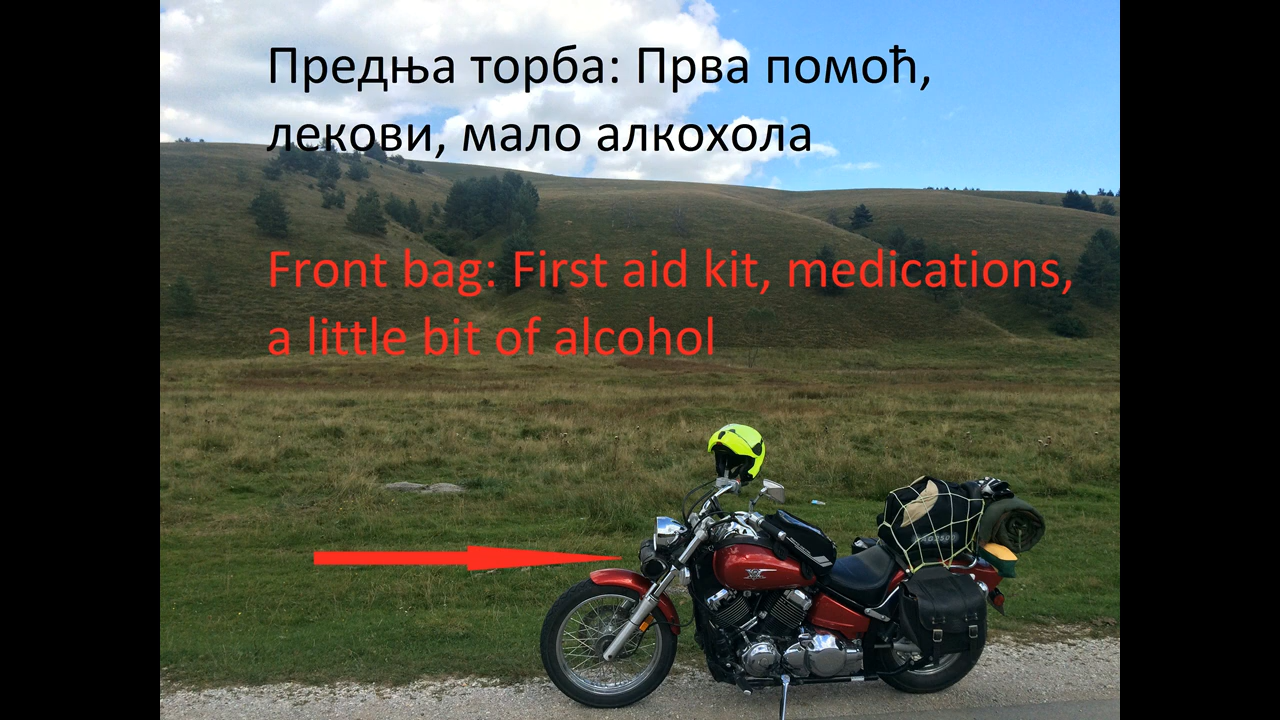 Предња торба: Прва помоћ,
лекови, мало алкохола
Front bag: First aid kit, medications,
a little bit of alcohol